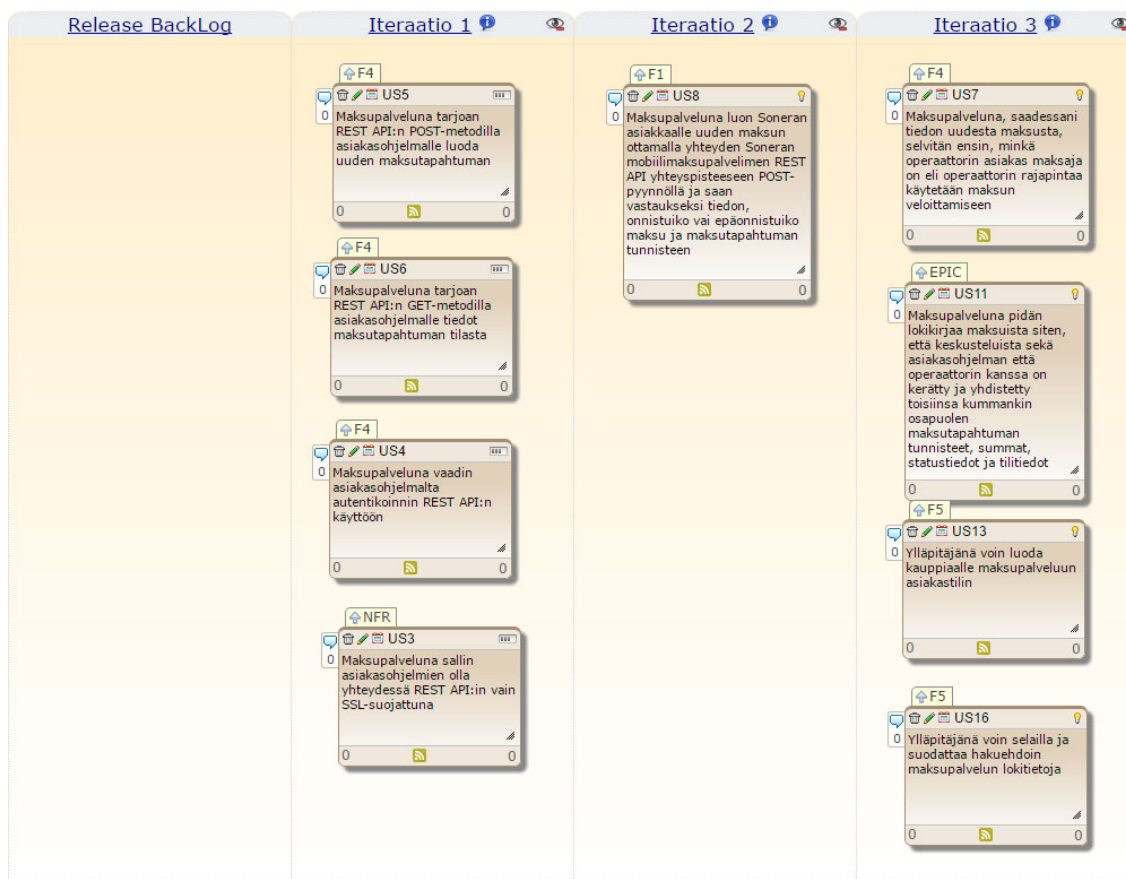 Release BackLog
Iteraatio 1
F4
US5
0
Maksupalveluna tarjoan
REST API:n POST-metodilla
asiakasohjelmalle luoda
uuden maksutapahtuman
0 0
F4
US6
0
Maksupalveluna tarjoan
REST API:n GET-metodilla
asiakasohjelmalle tiedot
maksutapahtuman tilasta
0 0
F4
US4
0
Maksupalveluna vaadin
asiakasohjelmalta
autentikoinnin REST API:n
käyttöön
0 0
NFR
US3
0
Maksupalveluna sallin
asiakasohjelmien olla
yhteydessä REST API:in vain
SSL-suojattuna
0 0
Iteraatio 2
F1
US8
0
Maksupalveluna luon Soneran
asiakkaalle uuden maksun
ottamalla yhteyden Soneran
mobiilimaksupalvelimen REST
API yhteyspisteeseen POST-
pyynnöllä ja saan
vastaukseksi tiedon,
onnistuiko vai epäonnistuiko
maksu ja maksutapahtuman
tunnisteen
0 0
Iteraatio 3
F4
US7
0
Maksupalveluna, saadessani
tiedon uudesta maksusta,
selvitän ensin, minkä
operaattorin asiakas maksaja
on eli operaattorin rajapintaa
käytetään maksun
veloittamiseen
0 0
EPIC
US11
0
Maksupalveluna pidän
lokikirjaa maksuista siten,
että keskusteluista sekä
asiakasohjelman että
operaattorin kanssa on
kerätty ja yhdistetty
toisiinsa kummankin
osapuolen
maksutapahtuman
tunnisteet, summat,
statustiedot ja tilitiedot
0 0
F5
US13
0
Ylläpitäjänä voin luoda
kauppiaalle maksupalveluun
asiakastilin
0 0
F5
US16
0
Ylläpitäjänä voin selailla ja
suodattaa hakuehdoin
maksupalvelun lokitietoja
0 0